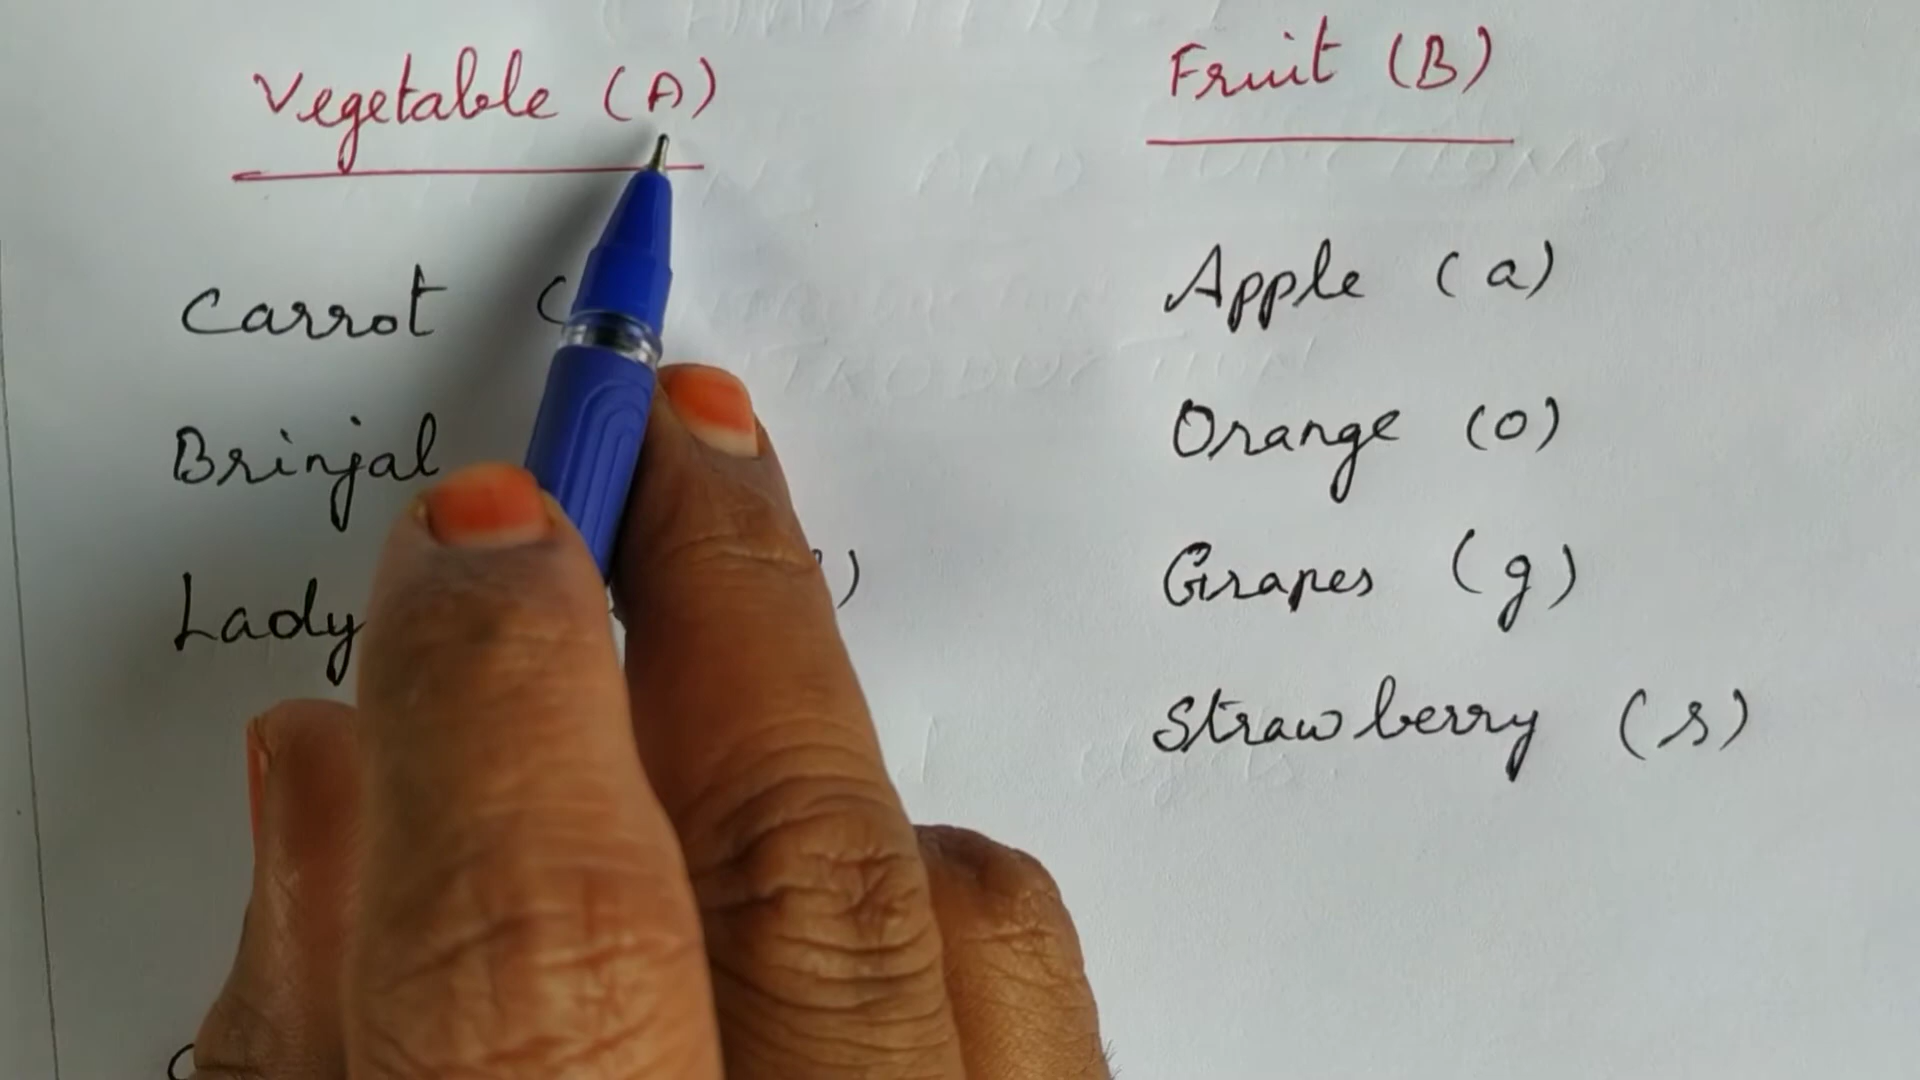 Vegetable (A)
Fruit (B)
Carrot (
Apple (a)
Brinjal
Orange (o)
Lady
)
Grapes (g)
Strawberry (s)